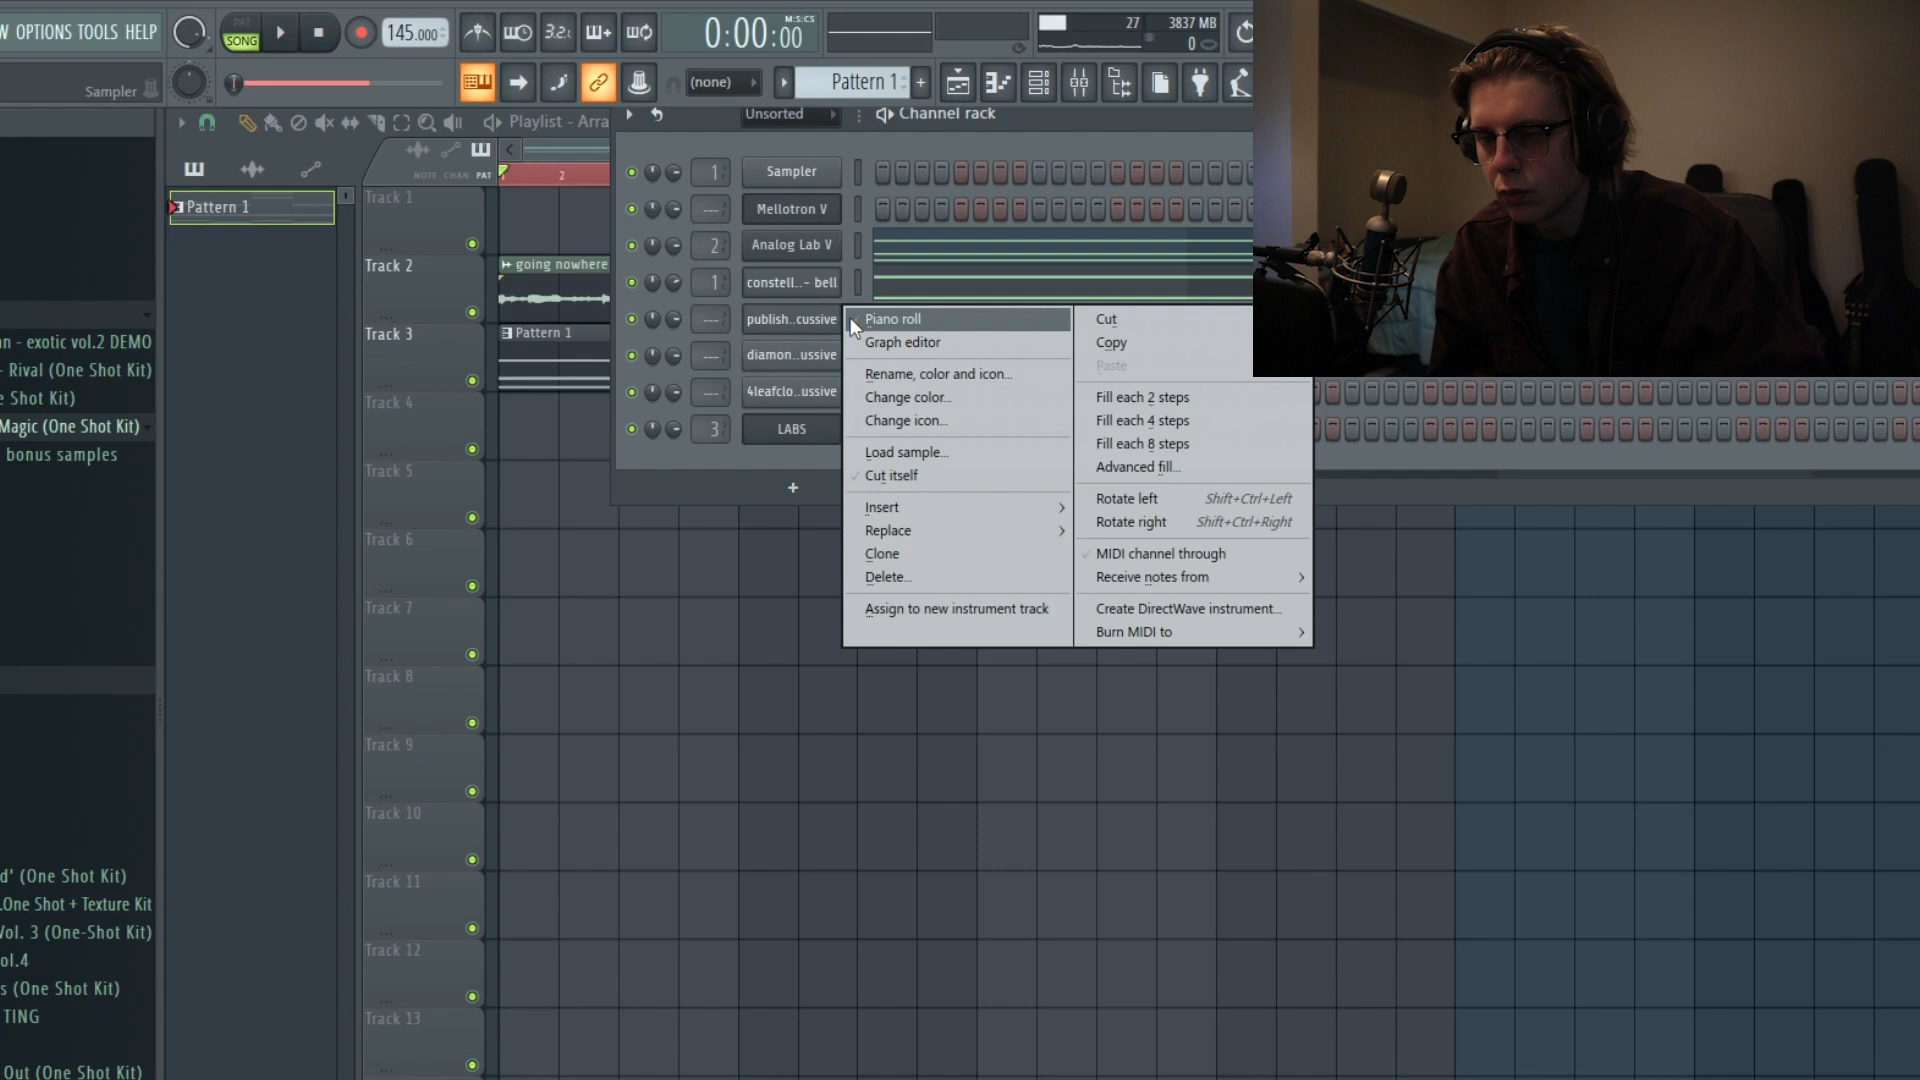 W OPTIONS TOOLS HELP
PAT
SONG
145.000
3.2
0:00:00
M:S:CS
27
3837 MB
0
Sampler
(none)
Pattern 1
+
Playlist - Arra
Unsorted
Channel rack
NOTE CHAN PAT
2
Pattern 1
Track 1
Track 2
going nowhere
Track 3
Pattern 1
Track 4
Track 5
Track 6
Track 7
Track 8
Track 9
Track 10
Track 11
Track 12
Track 13
1 Sampler
--- Mellotron V
2 Analog Lab V
1 constell..- bell
--- publish..cussive
--- diamon..ussive
--- 4leafclo..ussive
3 LABS
+
Piano roll
Graph editor
Rename, color and icon...
Change color...
Change icon...
Load sample...
Cut itself
Insert
Replace
Clone
Delete...
Assign to new instrument track
Cut
Copy
Paste
Fill each 2 steps
Fill each 4 steps
Fill each 8 steps
Advanced fill...
Rotate left Shift+Ctrl+Left
Rotate right Shift+Ctrl+Right
MIDI channel through
Receive notes from
Create DirectWave instrument...
Burn MIDI to
n - exotic vol.2 DEMO
- Rival (One Shot Kit)
e Shot Kit)
Magic (One Shot Kit)
bonus samples
d' (One Shot Kit)
.One Shot + Texture Kit
Vol. 3 (One-Shot Kit)
ol.4
s (One Shot Kit)
TING
Out (One Shot Kit)